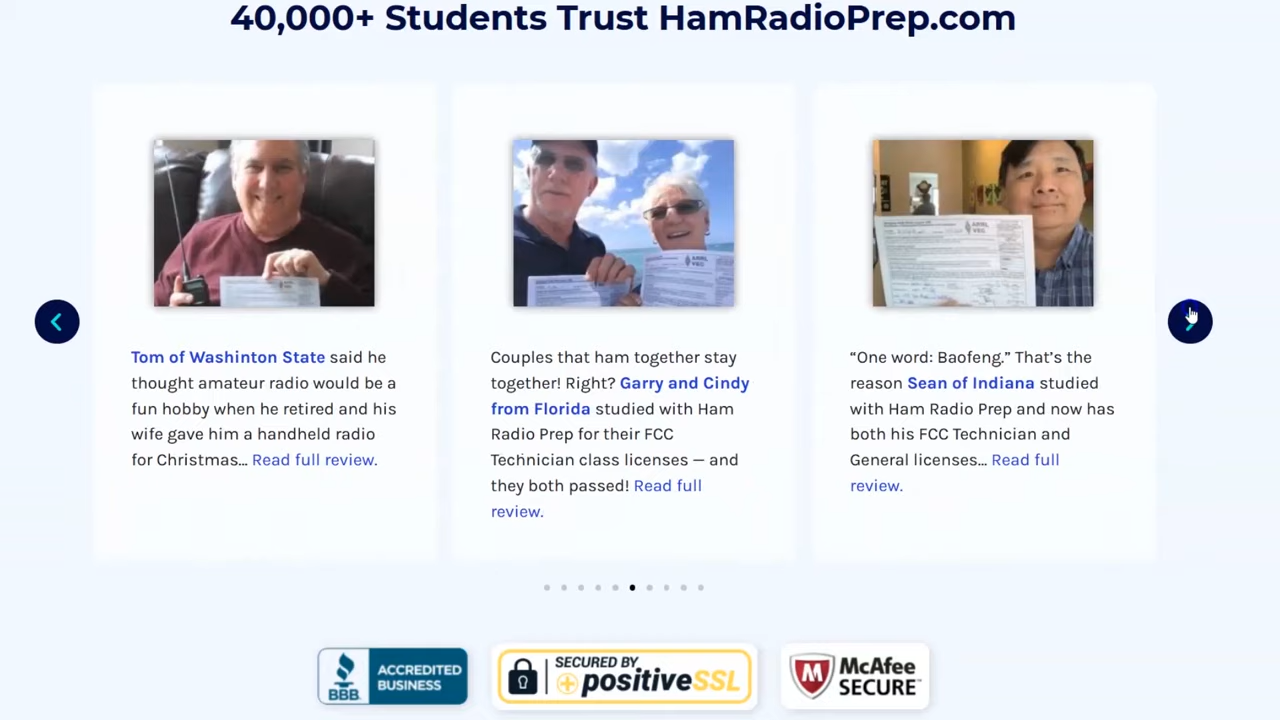 40,000+ Students Trust HamRadioPrep.com
Tom of Washinton State said he
thought amateur radio would be a
fun hobby when he retired and his
wife gave him a handheld radio
for Christmas... Read full review.
Couples that ham together stay
together! Right? Garry and Cindy
from Florida studied with Ham
Radio Prep for their FCC
Technician class licenses — and
they both passed! Read full
review.
“One word: Baofeng.” That’s the
reason Sean of Indiana studied
with Ham Radio Prep and now has
both his FCC Technician and
General licenses... Read full
review.
ARRL
VEC
ARRL
VEC
BBB
ACCREDITED
BUSINESS
SECURED BY
positiveSSL
McAfee
SECURE™